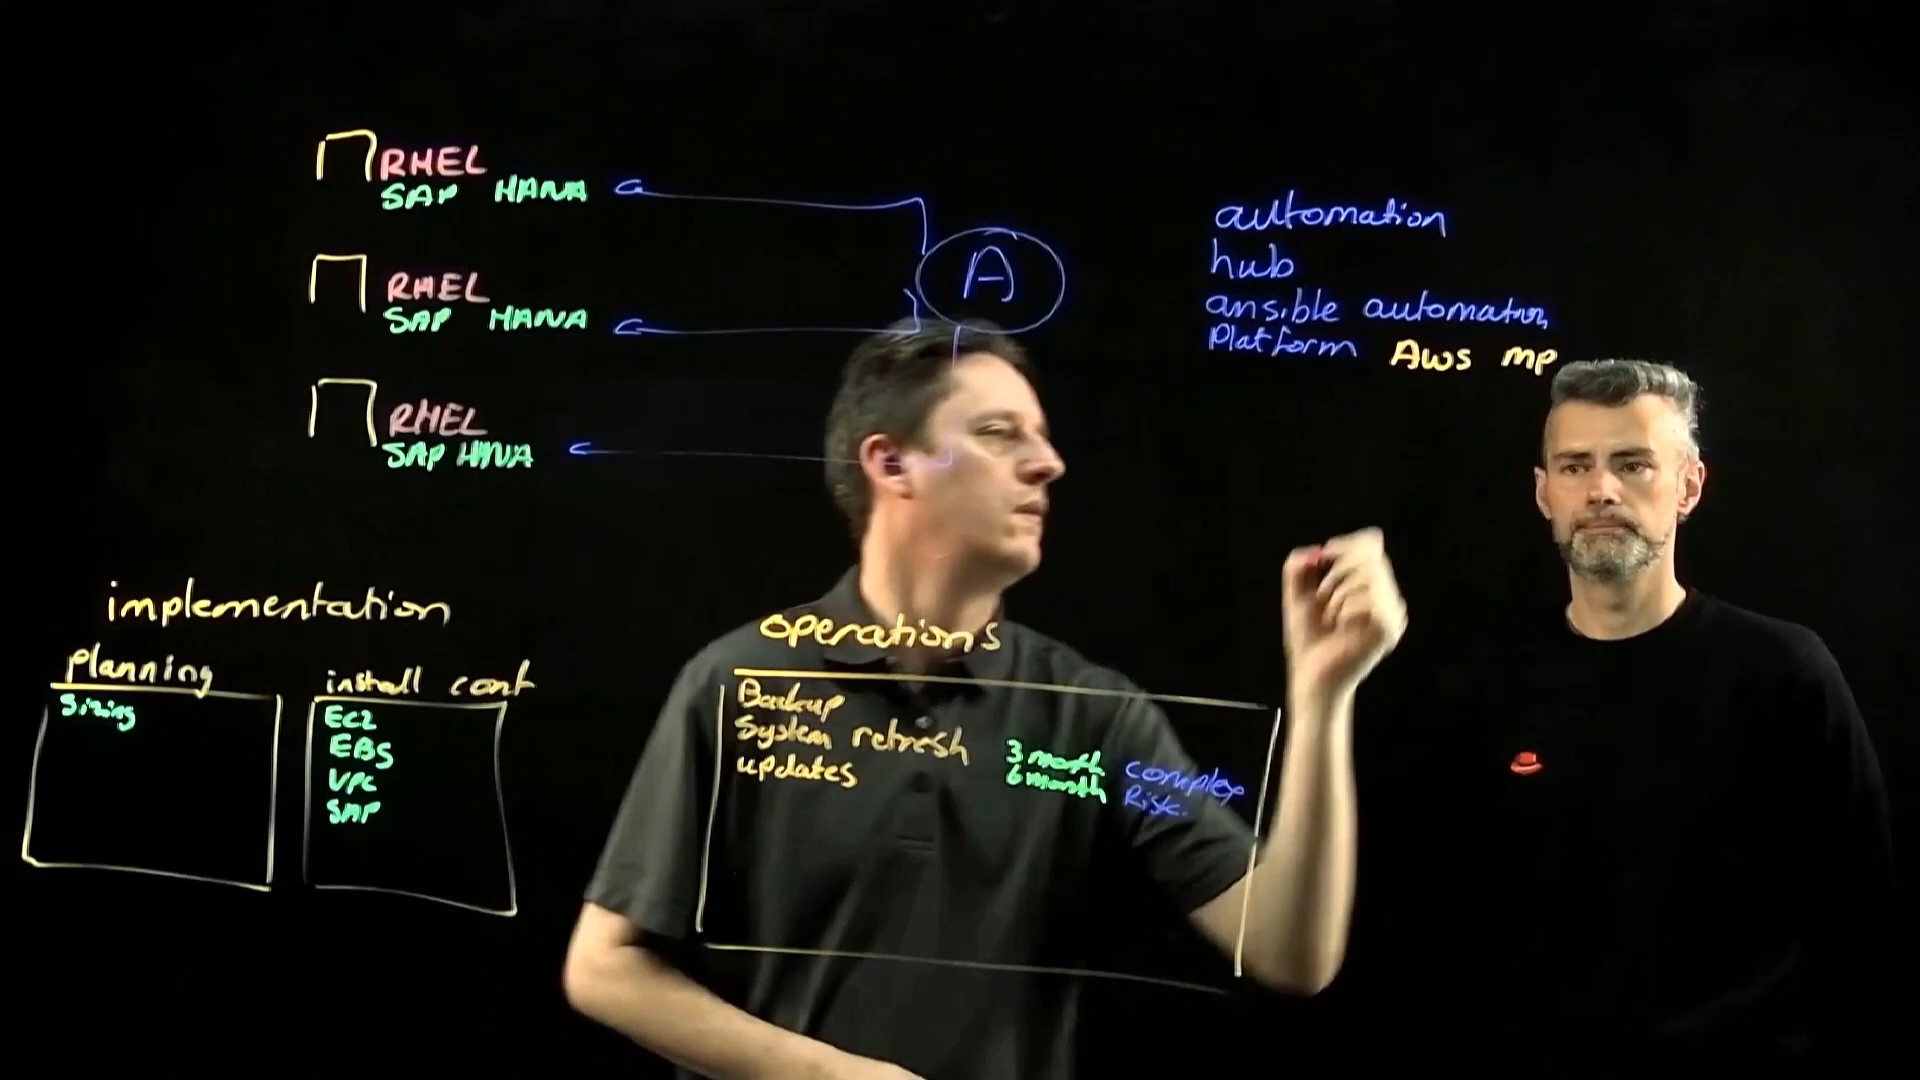 RHEL
SAP HANA
RHEL
SAP HANA
RHEL
SAP HANA
A
automation
hub
ansible automation
Platform AWS MP
implementation
planning
Sizing
install conf
EC2
EBS
VPC
SAP
operations
Backup
System refresh
updates
3 month
6 month
complex
Risk.